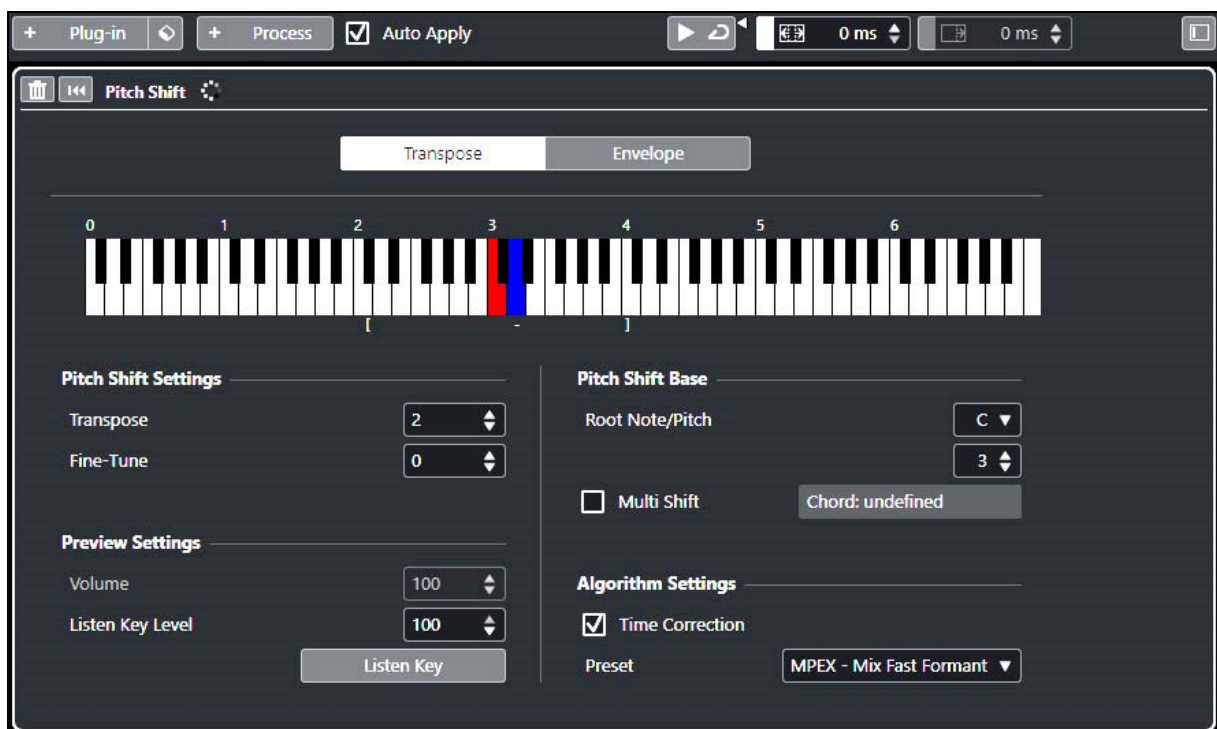 + Plug-in + Process Auto Apply 0 ms 0 ms
Pitch Shift
Transpose Envelope
0 1 2 3 4 5 6
[ - ]
Pitch Shift Settings Pitch Shift Base
Transpose 2 Root Note/Pitch C
Fine-Tune 0 3
Multi Shift Chord: undefined
Preview Settings
Volume 100 Algorithm Settings
Listen Key Level 100 Time Correction
Listen Key Preset MPEX - Mix Fast Formant